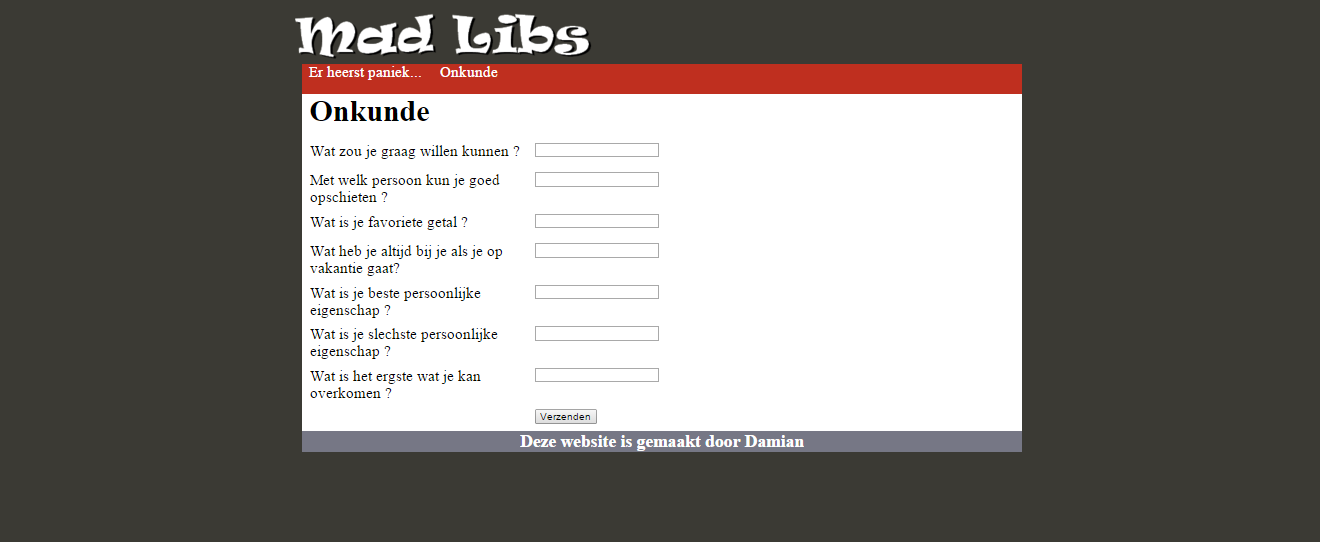 Mad Libs
Er heerst paniek... Onkunde
Onkunde
Wat zou je graag willen kunnen ?
Met welk persoon kun je goed
opschieten ?
Wat is je favoriete getal ?
Wat heb je altijd bij je als je op
vakantie gaat?
Wat is je beste persoonlijke
eigenschap ?
Wat is je slechste persoonlijke
eigenschap ?
Wat is het ergste wat je kan
overkomen ?
Verzenden
Deze website is gemaakt door Damian